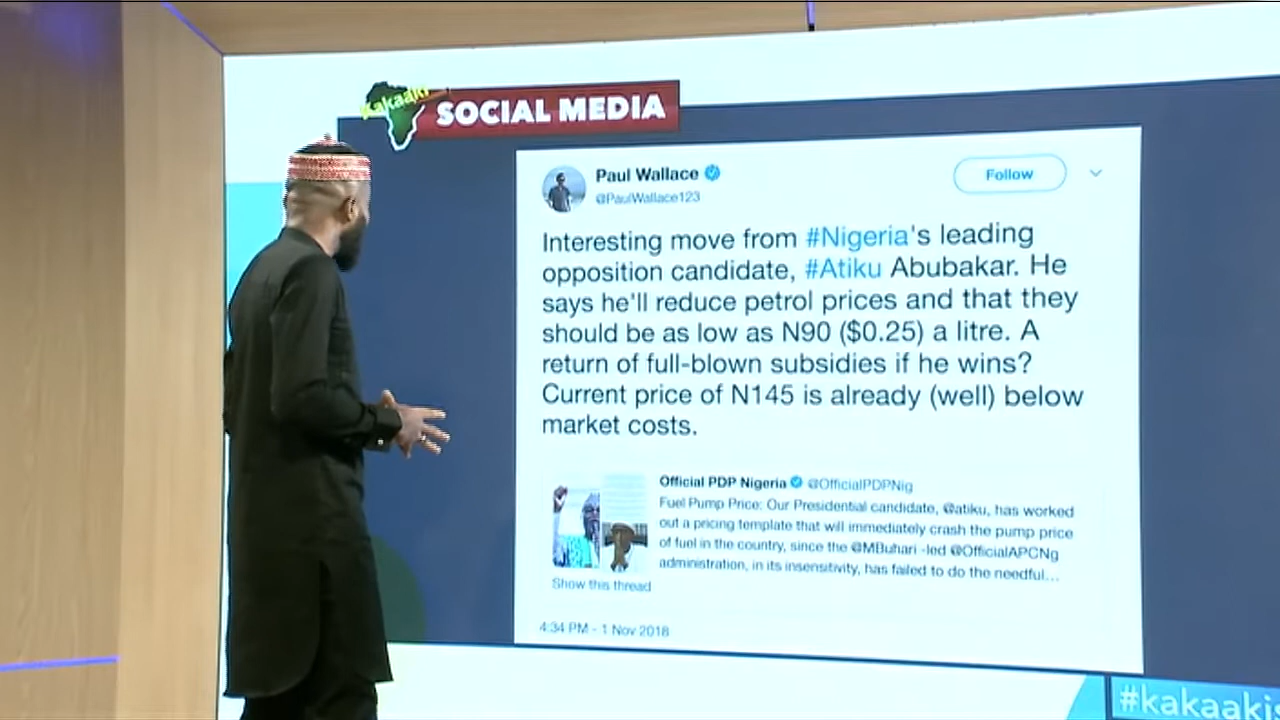 Kakaaki
SOCIAL MEDIA
Paul Wallace
@PaulWallace123
Follow
Interesting move from #Nigeria's leading
opposition candidate, #Atiku Abubakar. He
says he'll reduce petrol prices and that they
should be as low as N90 ($0.25) a litre. A
return of full-blown subsidies if he wins?
Current price of N145 is already (well) below
market costs.
Official PDP Nigeria @OfficialPDPNig
Fuel Pump Price: Our Presidential candidate, @atiku, has worked
out a pricing template that will immediately crash the pump price
of fuel in the country, since the @MBuhari -led @OfficialAPCNg
administration, in its insensitivity, has failed to do the needful...
Show this thread
4:34 PM - 1 Nov 2018
#kakaakis